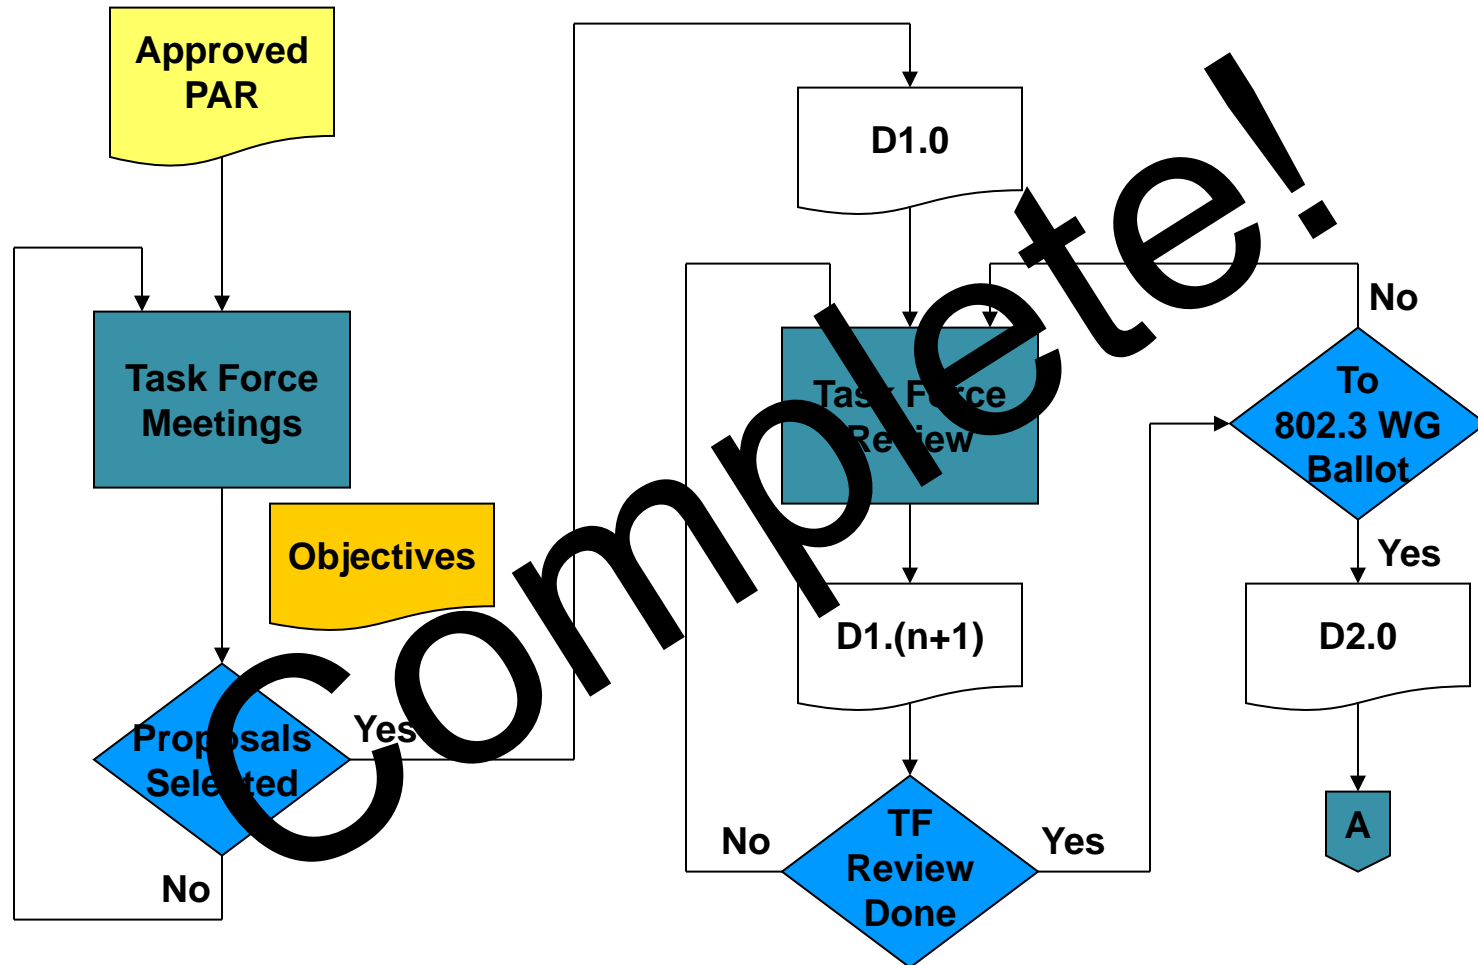 Approved
PAR
Task Force
Meetings
Objectives
Proposals
Selected
Yes
No
D1.0
Task Force
Review
D1.(n+1)
TF
Review
Done
No
Yes
To
802.3 WG
Ballot
No
Yes
D2.0
A
Complete!